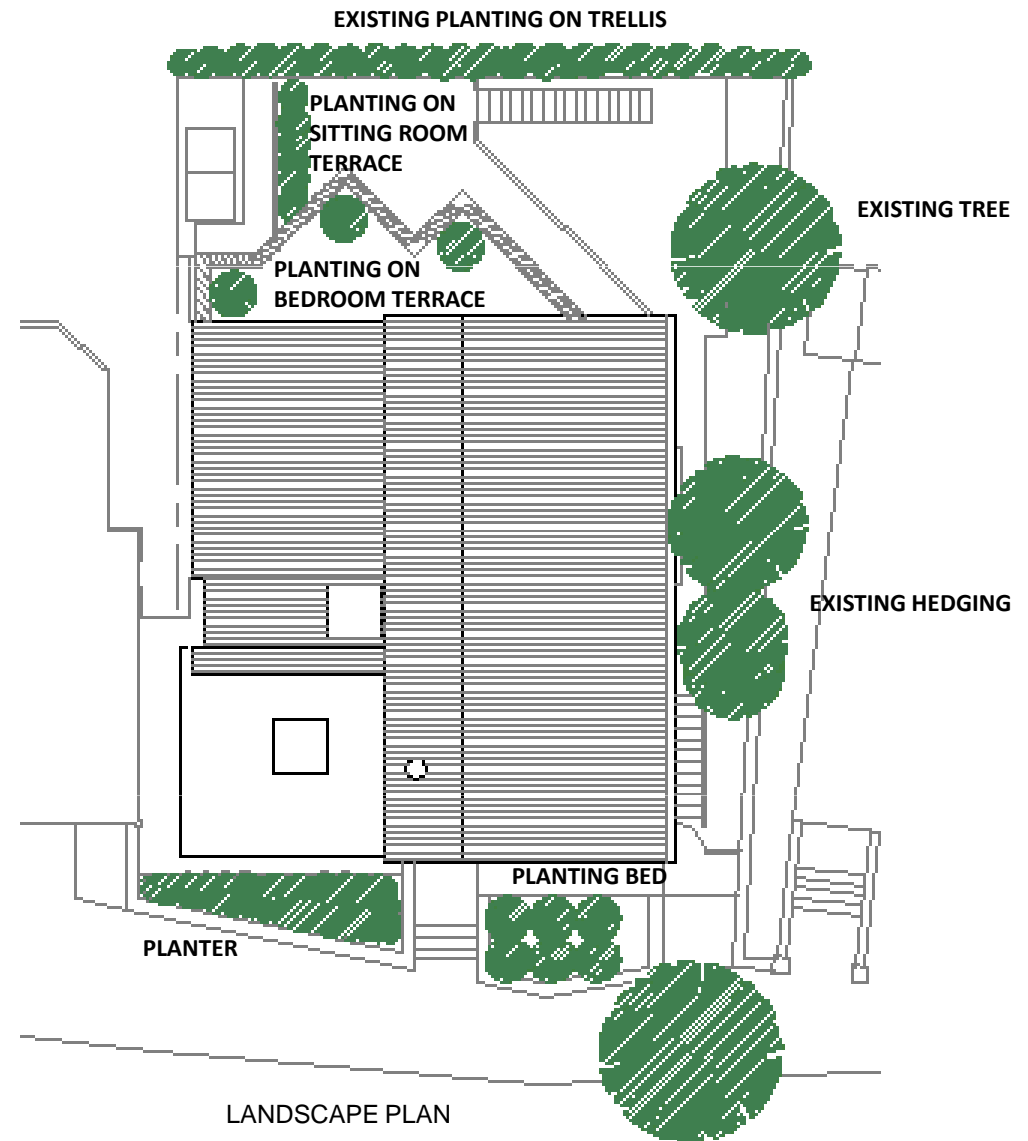 EXISTING PLANTING ON TRELLIS
PLANTING ON
SITTING ROOM
TERRACE
EXISTING TREE
PLANTING ON
BEDROOM TERRACE
EXISTING HEDGING
PLANTING BED
PLANTER
LANDSCAPE PLAN